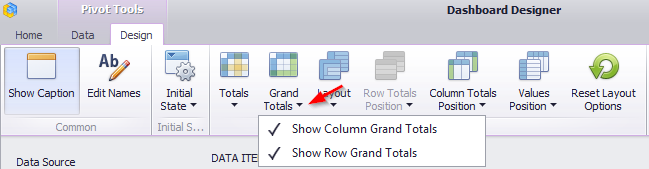 Pivot Tools
Dashboard Designer
Home
Data
Design
Show Caption
Edit Names
Initial State
Totals
Grand Totals
Layout
Row Totals Position
Column Totals Position
Values Position
Reset Layout Options
Common
Initial S...
Show Column Grand Totals
Show Row Grand Totals
Data Source
DATA ITE